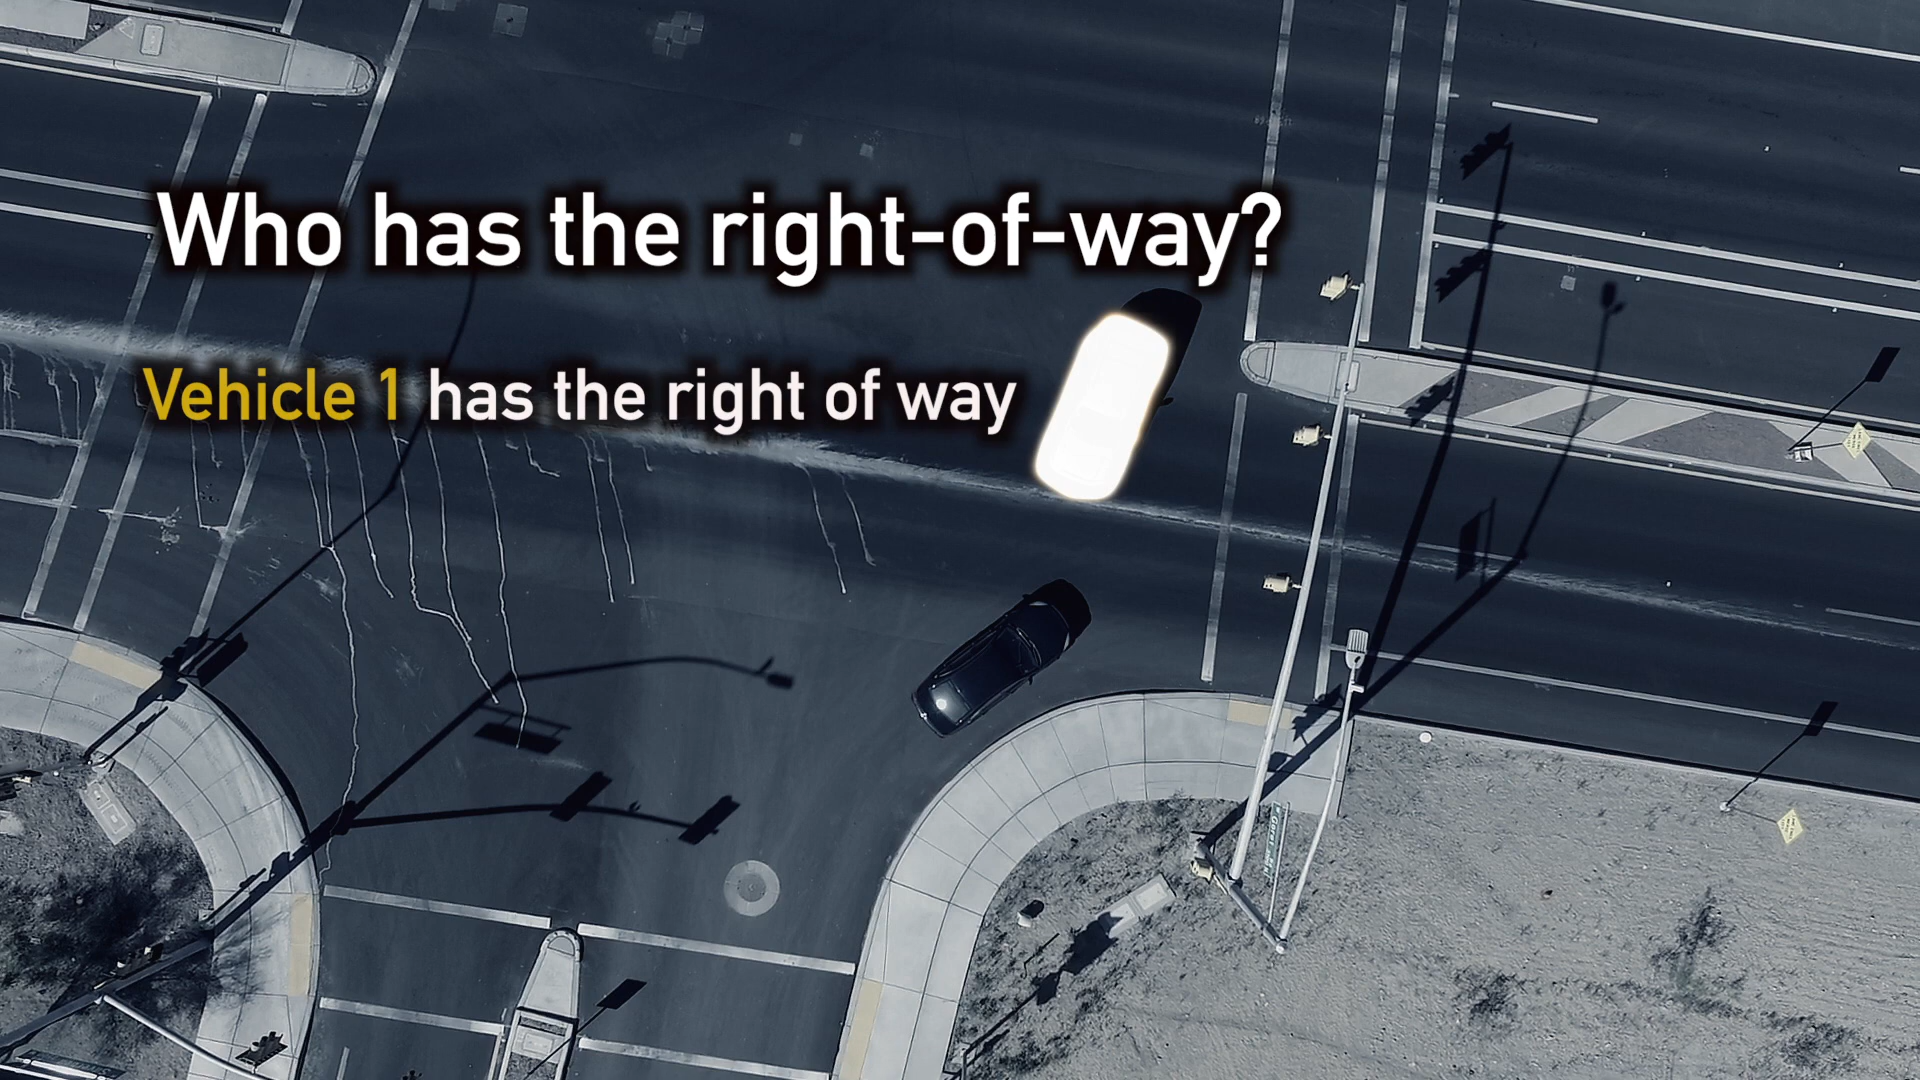 Who has the right-of-way?
Vehicle 1 has the right of way